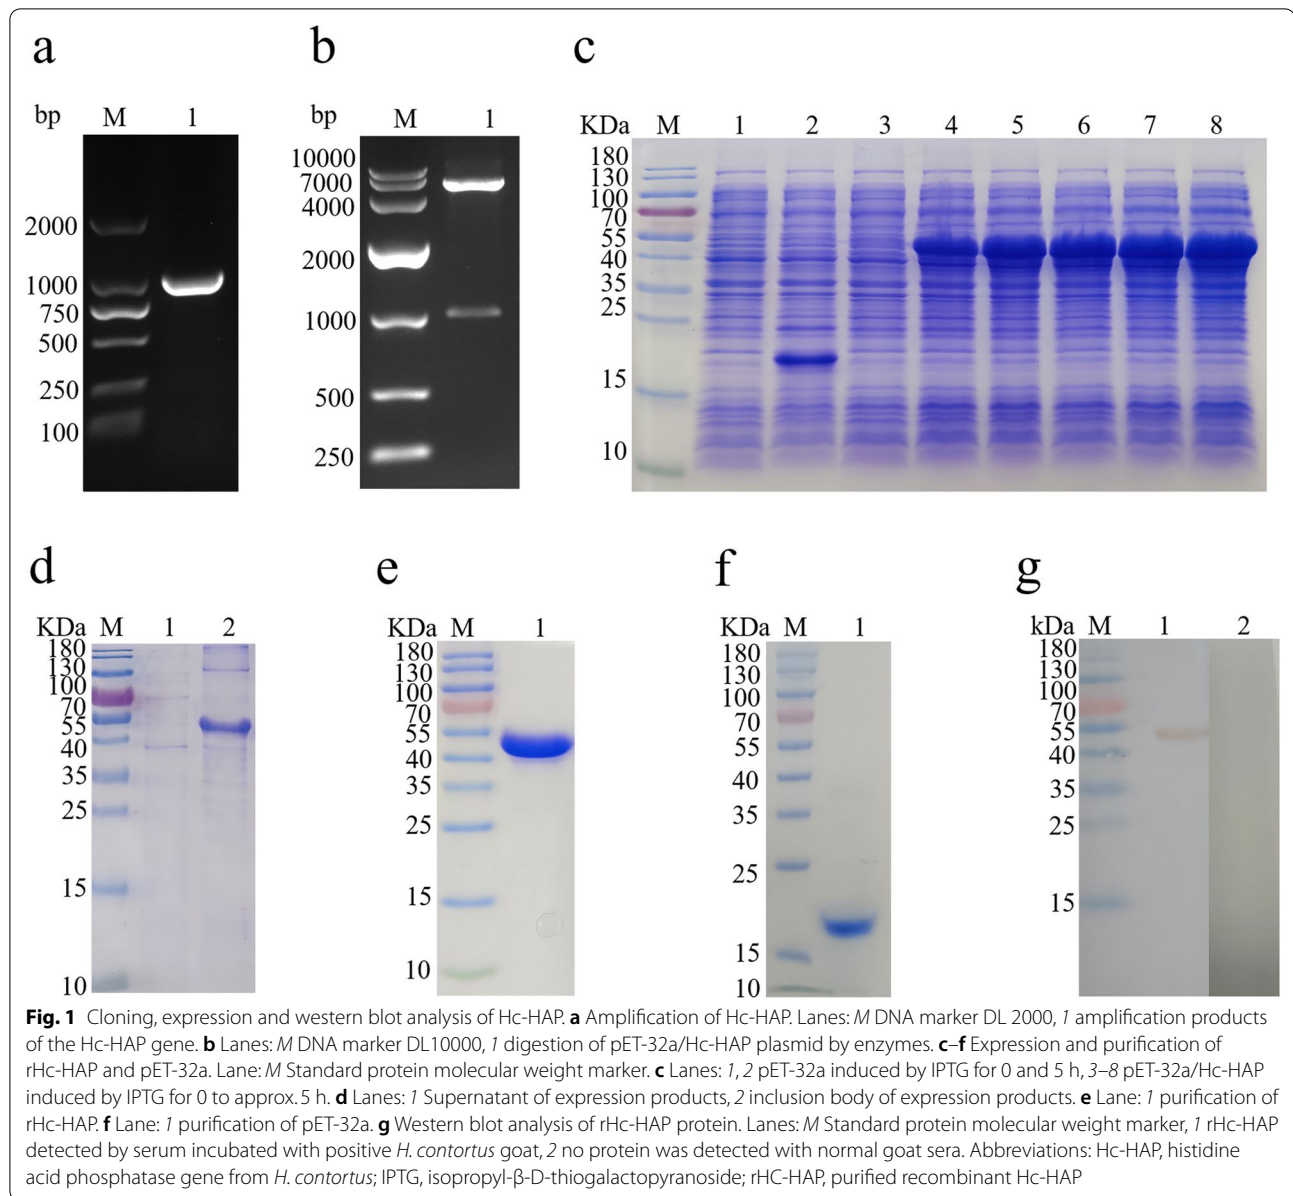 a
bp M 1
2000
1000
750
500
250
100
b
M 1
10000
7000
4000
2000
1000
500
250
c
KDa M 1 2 3 4 5 6 7 8
180
130
100
70
55
40
35
25
15
10
d
KDa M 1 2
180
130
100
70
55
40
35
25
15
10
e
KDa M 1
180
130
100
70
55
40
35
25
15
10
f
KDa M 1
180
130
100
70
55
40
35
25
15
10
g
kDa M 1 2
180
130
100
70
55
40
35
25
15
Fig. 1 Cloning, expression and western blot analysis of Hc-HAP. a Amplification of Hc-HAP. Lanes: M DNA marker DL 2000, 1 amplification products
of the Hc-HAP gene. b Lanes: M DNA marker DL10000, 1 digestion of pET-32a/Hc-HAP plasmid by enzymes. c–f Expression and purification of
rHc-HAP and pET-32a. Lane: M Standard protein molecular weight marker. c Lanes: 1, 2 pET-32a induced by IPTG for 0 and 5 h, 3–8 pET-32a/Hc-HAP
induced by IPTG for 0 to approx. 5 h. d Lanes: 1 Supernatant of expression products, 2 inclusion body of expression products. e Lane: 1 purification of
rHc-HAP. f Lane: 1 purification of pET-32a. g Western blot analysis of rHc-HAP protein. Lanes: M Standard protein molecular weight marker, 1 rHc-HAP
detected by serum incubated with positive H. contortus goat, 2 no protein was detected with normal goat sera. Abbreviations: Hc-HAP, histidine
acid phosphatase gene from H. contortus; IPTG, isopropyl-β-D-thiogalactopyranoside; rHC-HAP, purified recombinant Hc-HAP